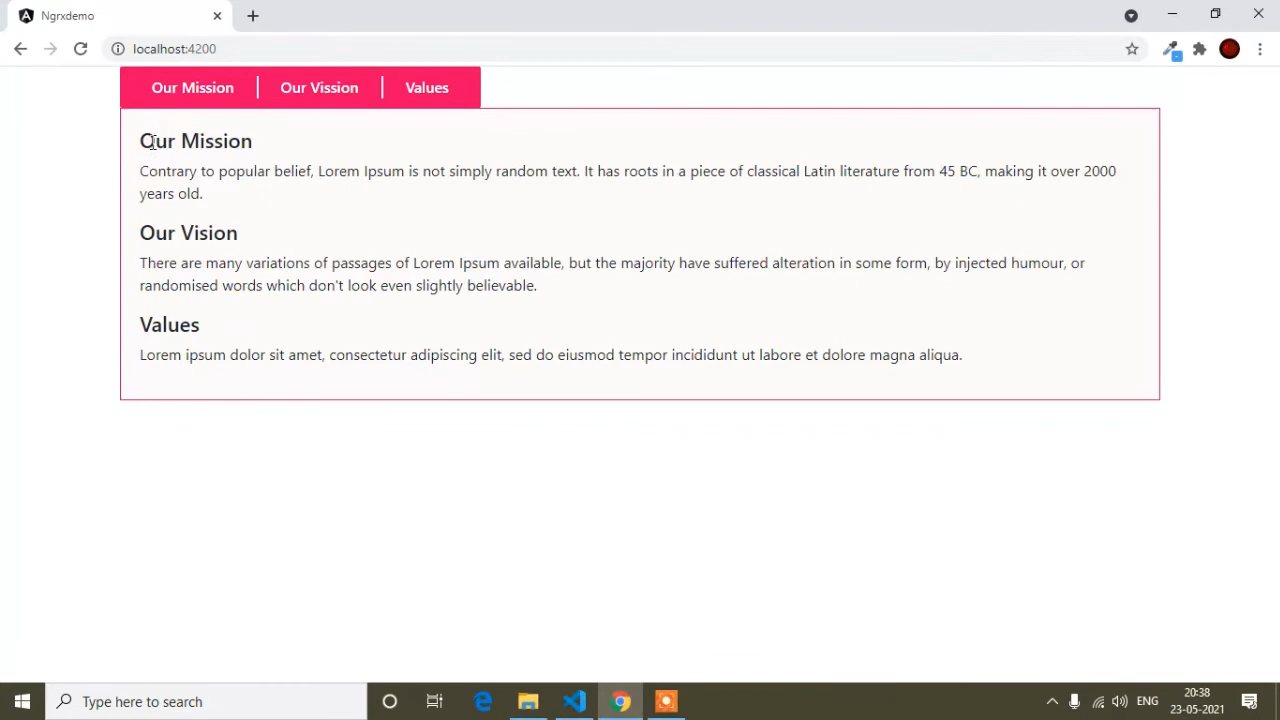 Ngrxdemo
localhost:4200
Our Mission Our Vission Values
Our Mission
Contrary to popular belief, Lorem Ipsum is not simply random text. It has roots in a piece of classical Latin literature from 45 BC, making it over 2000
years old.
Our Vision
There are many variations of passages of Lorem Ipsum available, but the majority have suffered alteration in some form, by injected humour, or
randomised words which don't look even slightly believable.
Values
Lorem ipsum dolor sit amet, consectetur adipiscing elit, sed do eiusmod tempor incididunt ut labore et dolore magna aliqua.
Type here to search
ENG
20:38
23-05-2021